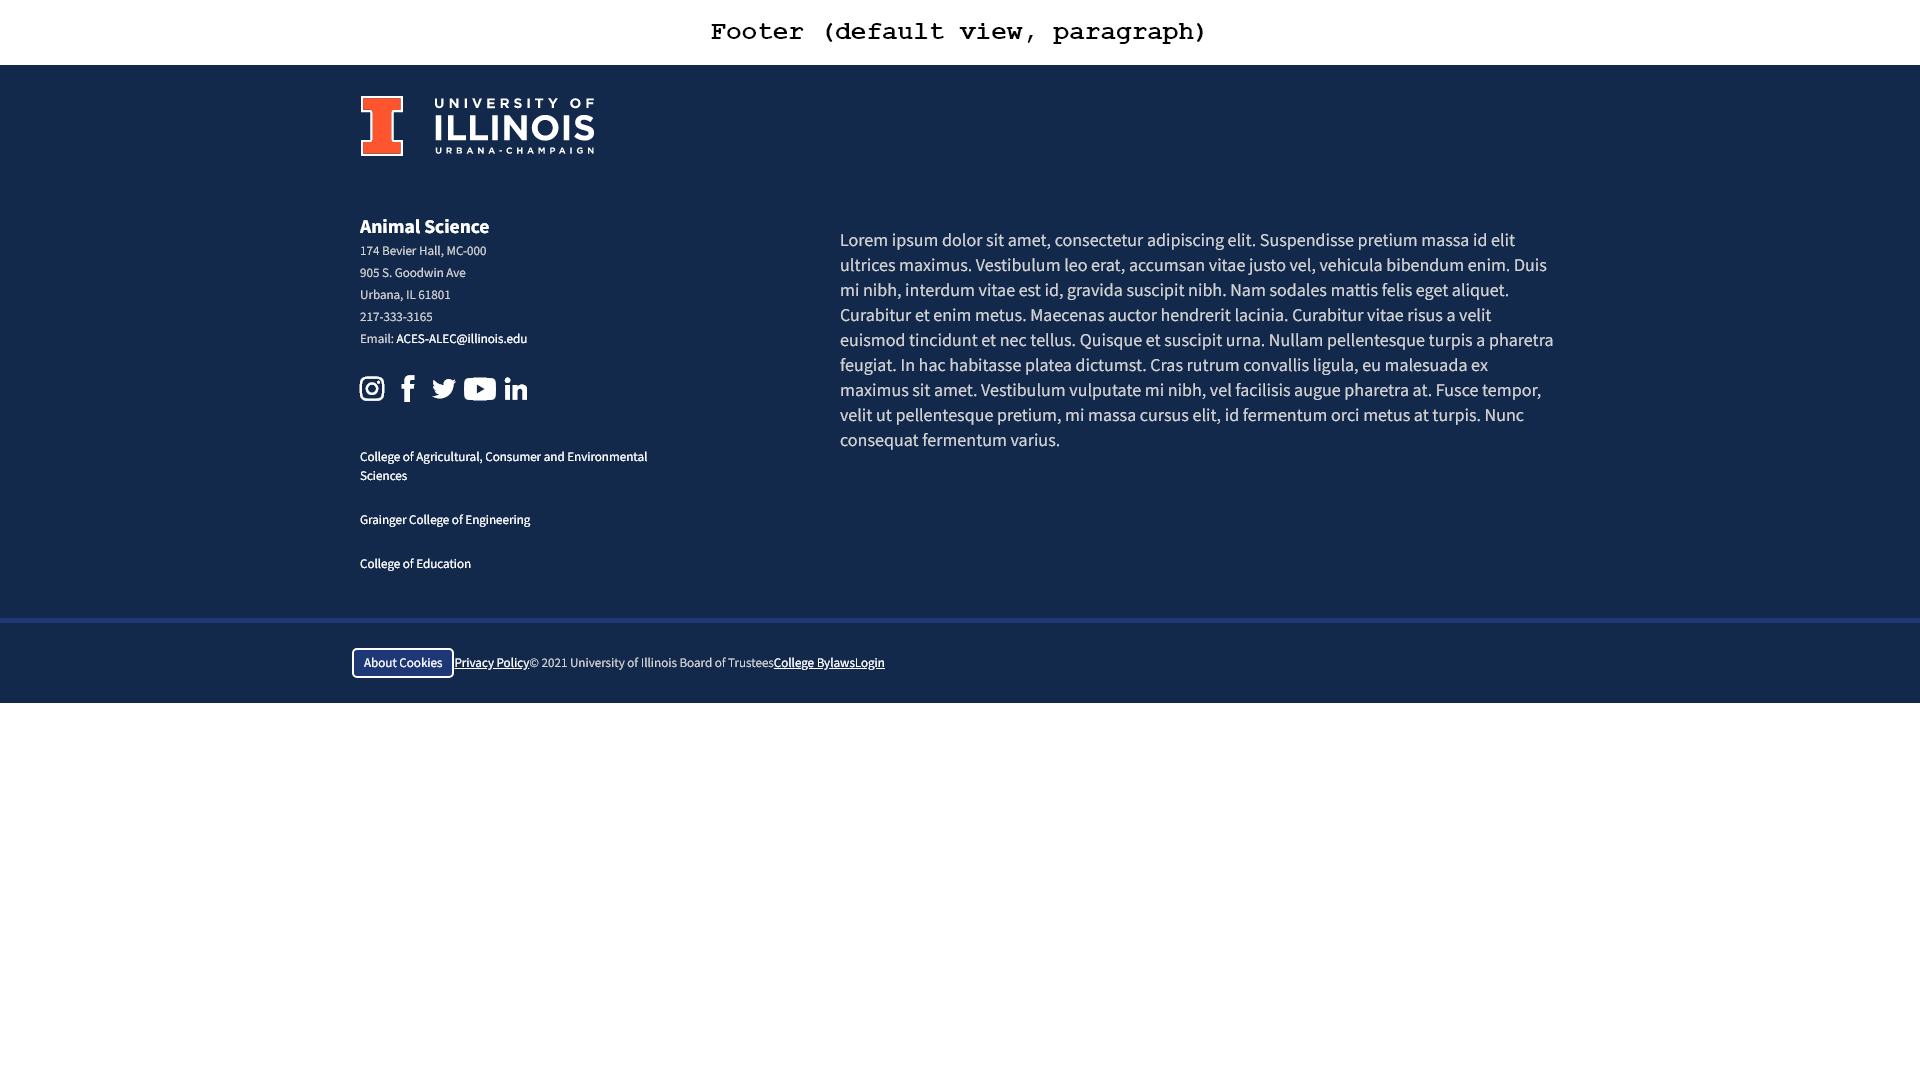 Footer (default view, paragraph)
UNIVERSITY OF
ILLINOIS
URBANA-CHAMPAIGN
Animal Science
174 Bevier Hall, MC-000
905 S. Goodwin Ave
Urbana, IL 61801
217-333-3165
Email: ACES-ALEC@illinois.edu
College of Agricultural, Consumer and Environmental
Sciences
Grainger College of Engineering
College of Education
Lorem ipsum dolor sit amet, consectetur adipiscing elit. Suspendisse pretium massa id elit
ultrices maximus. Vestibulum leo erat, accumsan vitae justo vel, vehicula bibendum enim. Duis
mi nibh, interdum vitae est id, gravida suscipit nibh. Nam sodales mattis felis eget aliquet.
Curabitur et enim metus. Maecenas auctor hendrerit lacinia. Curabitur vitae risus a velit
euismod tincidunt et nec tellus. Quisque et suscipit urna. Nullam pellentesque turpis a pharetra
feugiat. In hac habitasse platea dictumst. Cras rutrum convallis ligula, eu malesuada ex
maximus sit amet. Vestibulum vulputate mi nibh, vel facilisis augue pharetra at. Fusce tempor,
velit ut pellentesque pretium, mi massa cursus elit, id fermentum orci metus at turpis. Nunc
consequat fermentum varius.
About Cookies Privacy Policy© 2021 University of Illinois Board of TrusteesCollege BylawsLogin